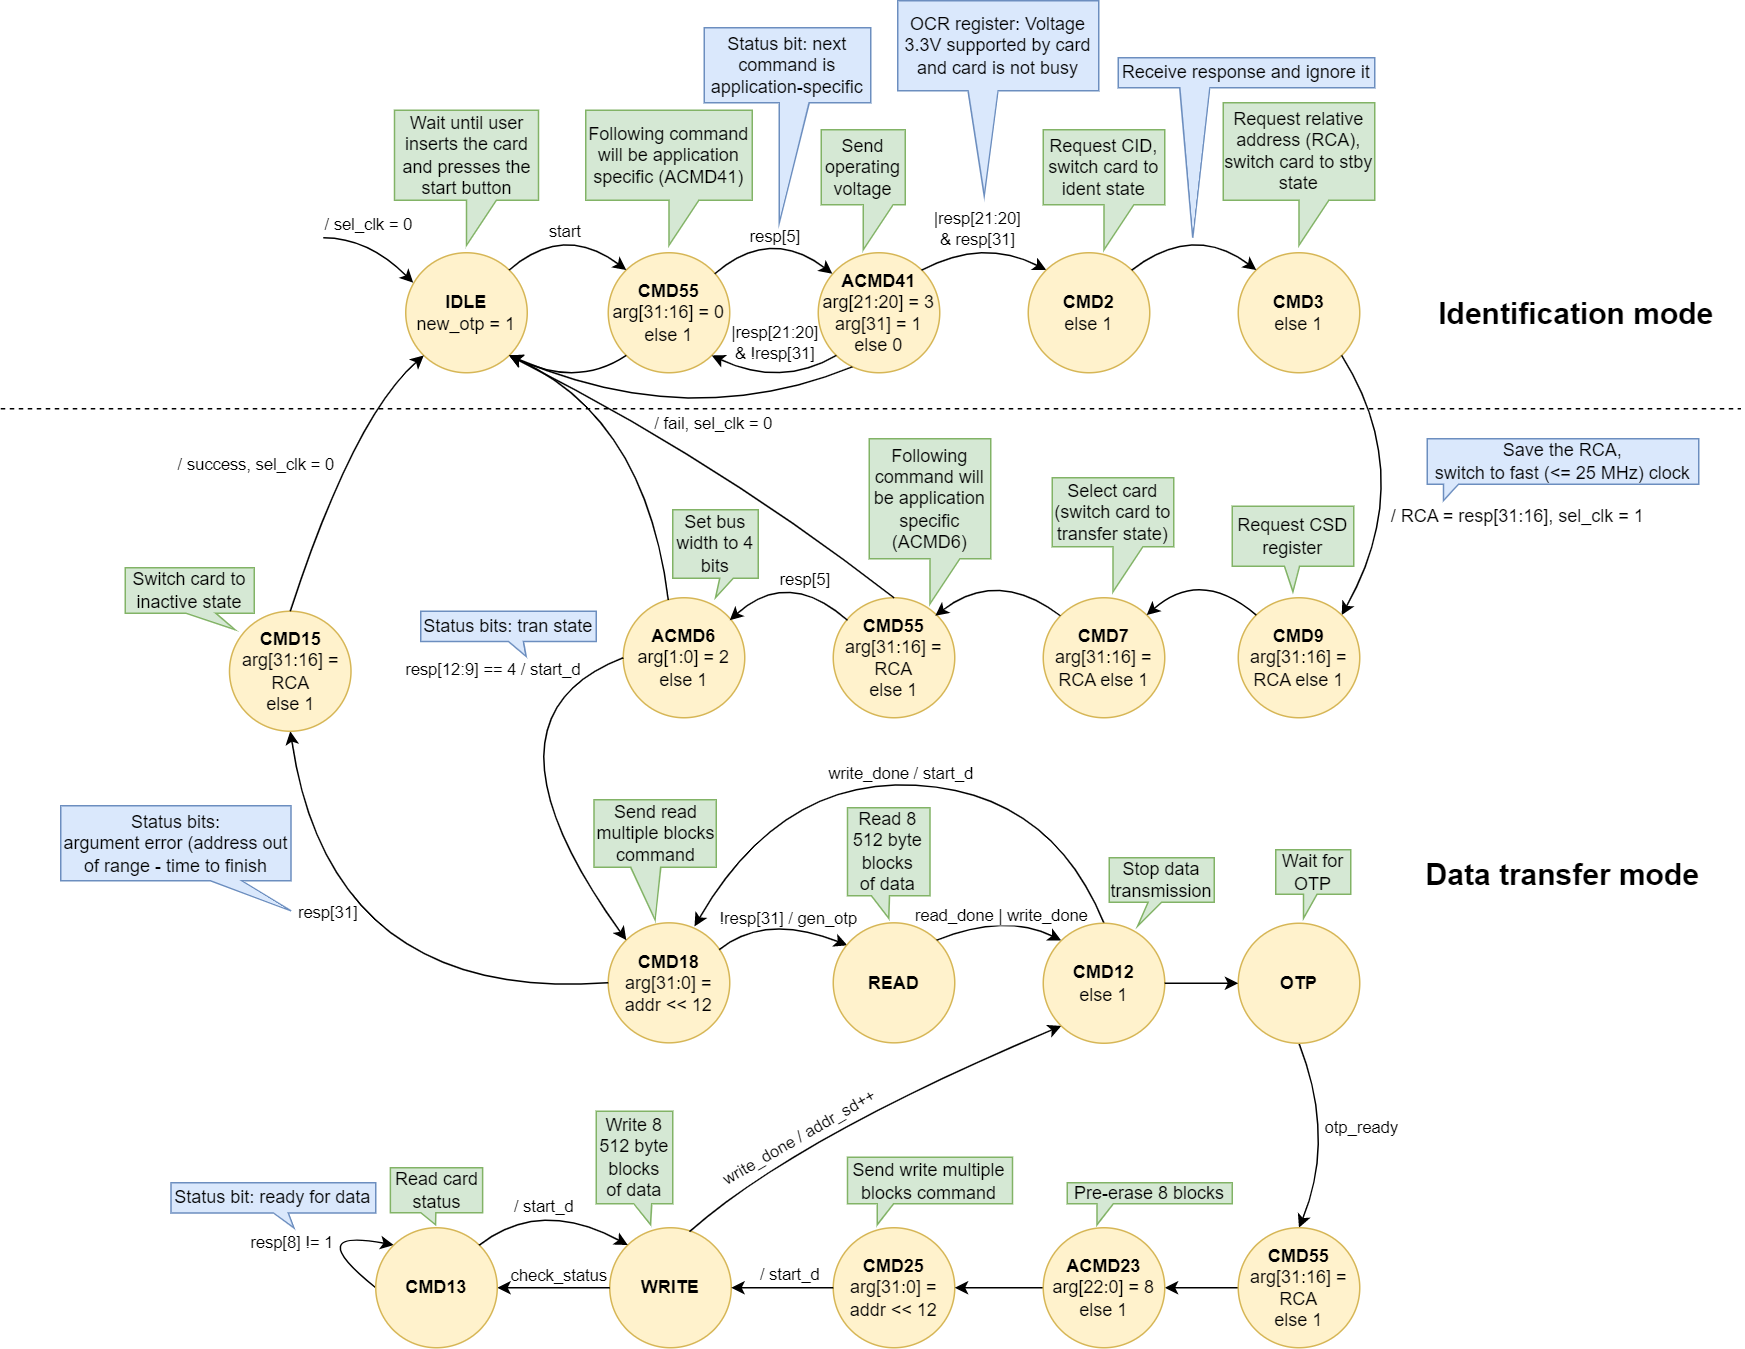 OCR register: Voltage
3.3V supported by card
and card is not busy
Status bit: next
command is
application-specific
Receive response and ignore it
Wait until user
inserts the card
and presses the
start button
Following command
will be application
specific (ACMD41)
Send
operating
voltage
Request CID,
switch card to
ident state
Request relative
address (RCA),
switch card to stby
state
/ sel_clk = 0
start
resp[5]
|resp[21:20]
& resp[31]
IDLE
new_otp = 1
CMD55
arg[31:16] = 0
else 1
|resp[21:20]
& !resp[31]
ACMD41
arg[21:20] = 3
arg[31] = 1
else 0
CMD2
else 1
CMD3
else 1
Identification mode
/ fail, sel_clk = 0
/ success, sel_clk = 0
Save the RCA,
switch to fast (<= 25 MHz) clock
/ RCA = resp[31:16], sel_clk = 1
Set bus
width to 4
bits
Following
command will
be application
specific
(ACMD6)
Select card
(switch card to
transfer state)
Request CSD
register
Switch card to
inactive state
Status bits: tran state
resp[12:9] == 4 / start_d
resp[5]
CMD15
arg[31:16] =
RCA
else 1
ACMD6
arg[1:0] = 2
else 1
CMD55
arg[31:16] =
RCA
else 1
CMD7
arg[31:16] =
RCA else 1
CMD9
arg[31:16] =
RCA else 1
write_done / start_d
Status bits:
argument error (address out
of range - time to finish
resp[31]
Send read
multiple blocks
command
Read 8
512 byte
blocks
of data
Stop data
transmission
Wait for
OTP
Data transfer mode
!resp[31] / gen_otp
read_done | write_done
CMD18
arg[31:0] =
addr << 12
READ
CMD12
else 1
OTP
write_done / addr_sd++
otp_ready
Status bit: ready for data
resp[8] != 1
Read card
status
/ start_d
Write 8
512 byte
blocks
of data
Send write multiple
blocks command
Pre-erase 8 blocks
CMD13
check_status
WRITE
/ start_d
CMD25
arg[31:0] =
addr << 12
ACMD23
arg[22:0] = 8
else 1
CMD55
arg[31:16] =
RCA
else 1